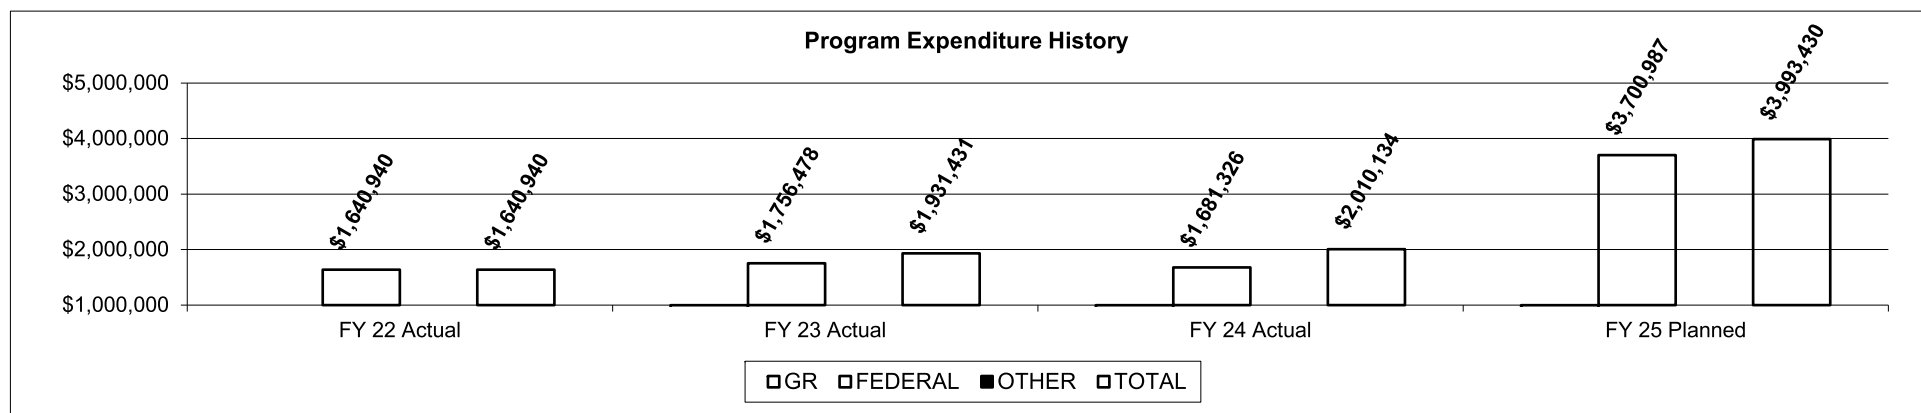 Program Expenditure History
$5,000,000
$4,000,000
$3,000,000
$2,000,000
$1,000,000
$1,640,940
$1,640,940
$1,756,478
$1,931,431
$1,681,326
$2,010,134
$3,700,987
$3,993,430
FY 22 Actual
FY 23 Actual
FY 24 Actual
FY 25 Planned
GR FEDERAL OTHER TOTAL